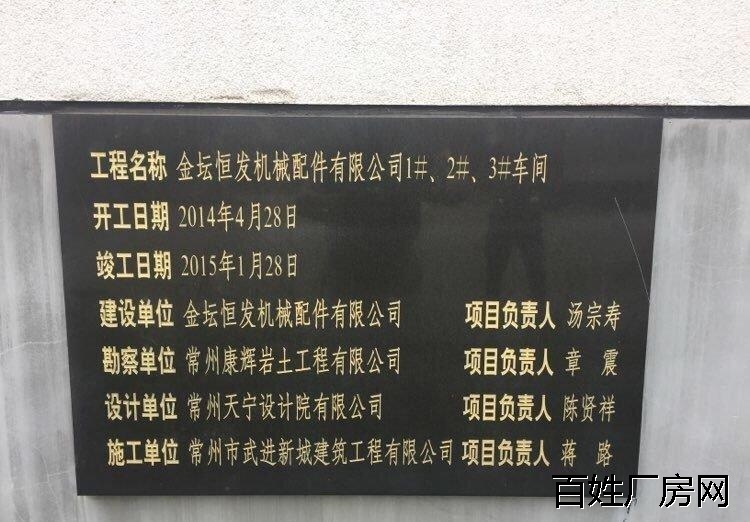 工程名称 金坛恒发机械配件有限公司1#、2#、3#车间
开工日期 2014年4月28日
竣工日期 2015年1月28日
建设单位 金坛恒发机械配件有限公司 项目负责人 汤宗寿
勘察单位 常州康辉岩土工程有限公司 项目负责人 章 震
设计单位 常州天宁设计院有限公司 项目负责人 陈贤祥
施工单位 常州市武进新城建筑工程有限公司 项目负责人 蒋 路
百姓厂房网